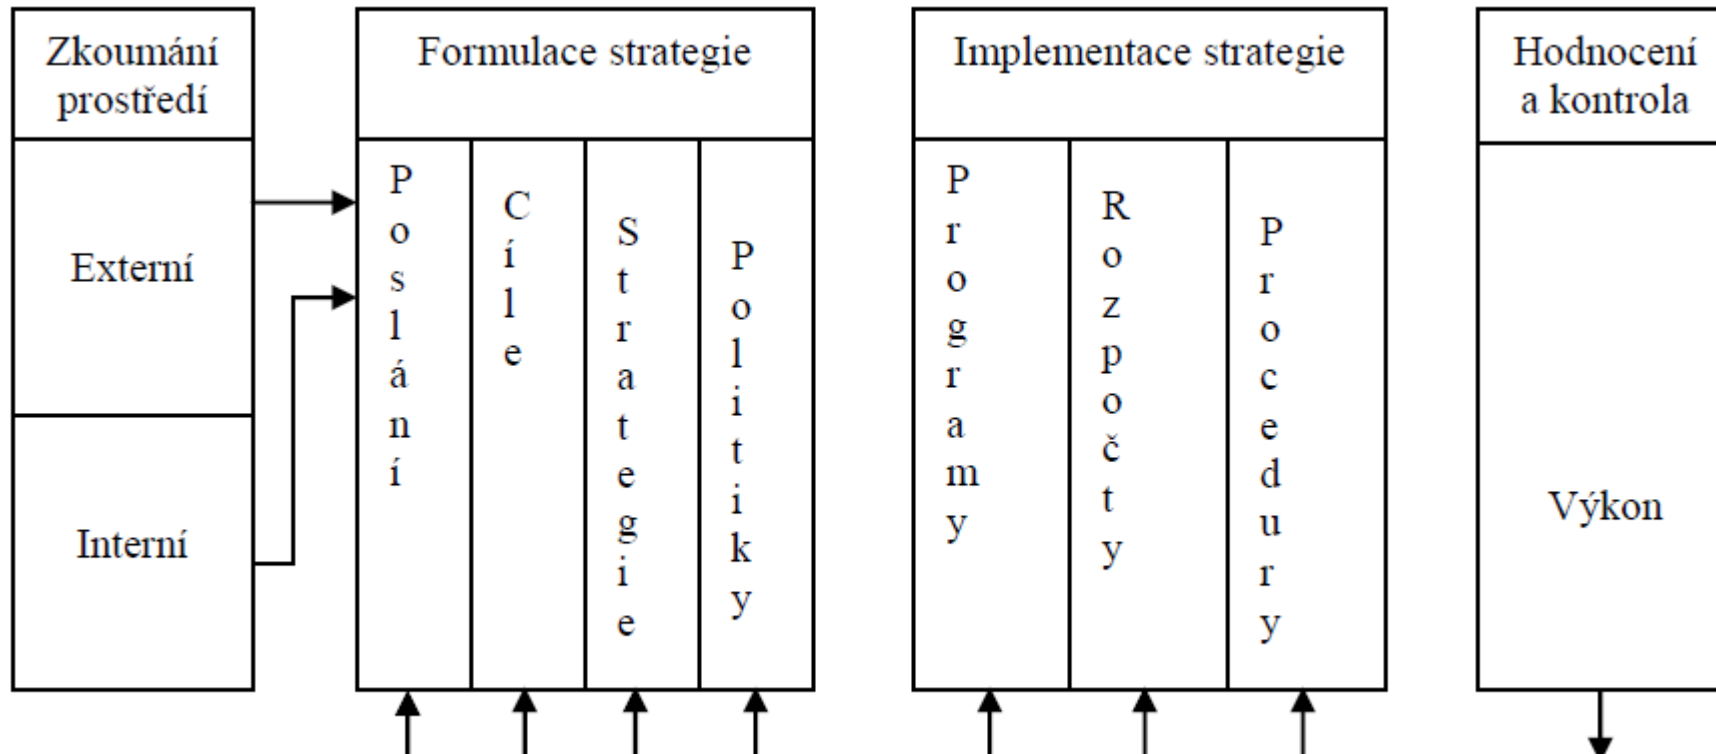 Zkoumání
prostředí
Externí
Interní
Formulace strategie
Poslání
Cíle
Strategie
Politiky
Implementace strategie
Programy
Rozpočty
Procedury
Hodnocení
a kontrola
Výkon